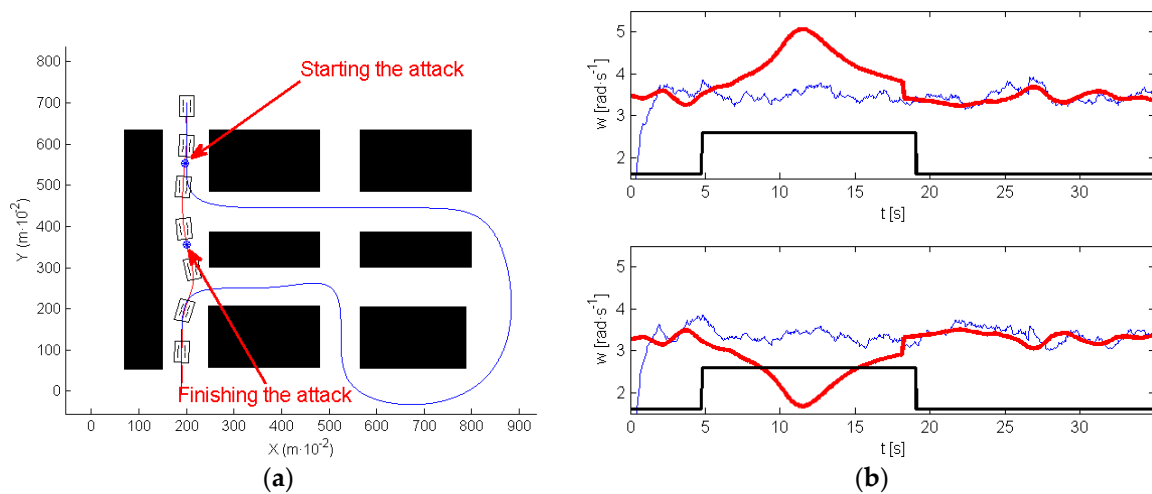 Starting the attack
Y (m·10⁻²)
800
700
600
500
400
300
200
100
0
Finishing the attack
0 100 200 300 400 500 600 700 800 900
X (m·10⁻²)
(a)
w [rad·s⁻¹]
5
4
3
2
0 5 10 15 20 25 30
t [s]
w [rad·s⁻¹]
5
4
3
2
0 5 10 15 20 25 30
t [s]
(b)